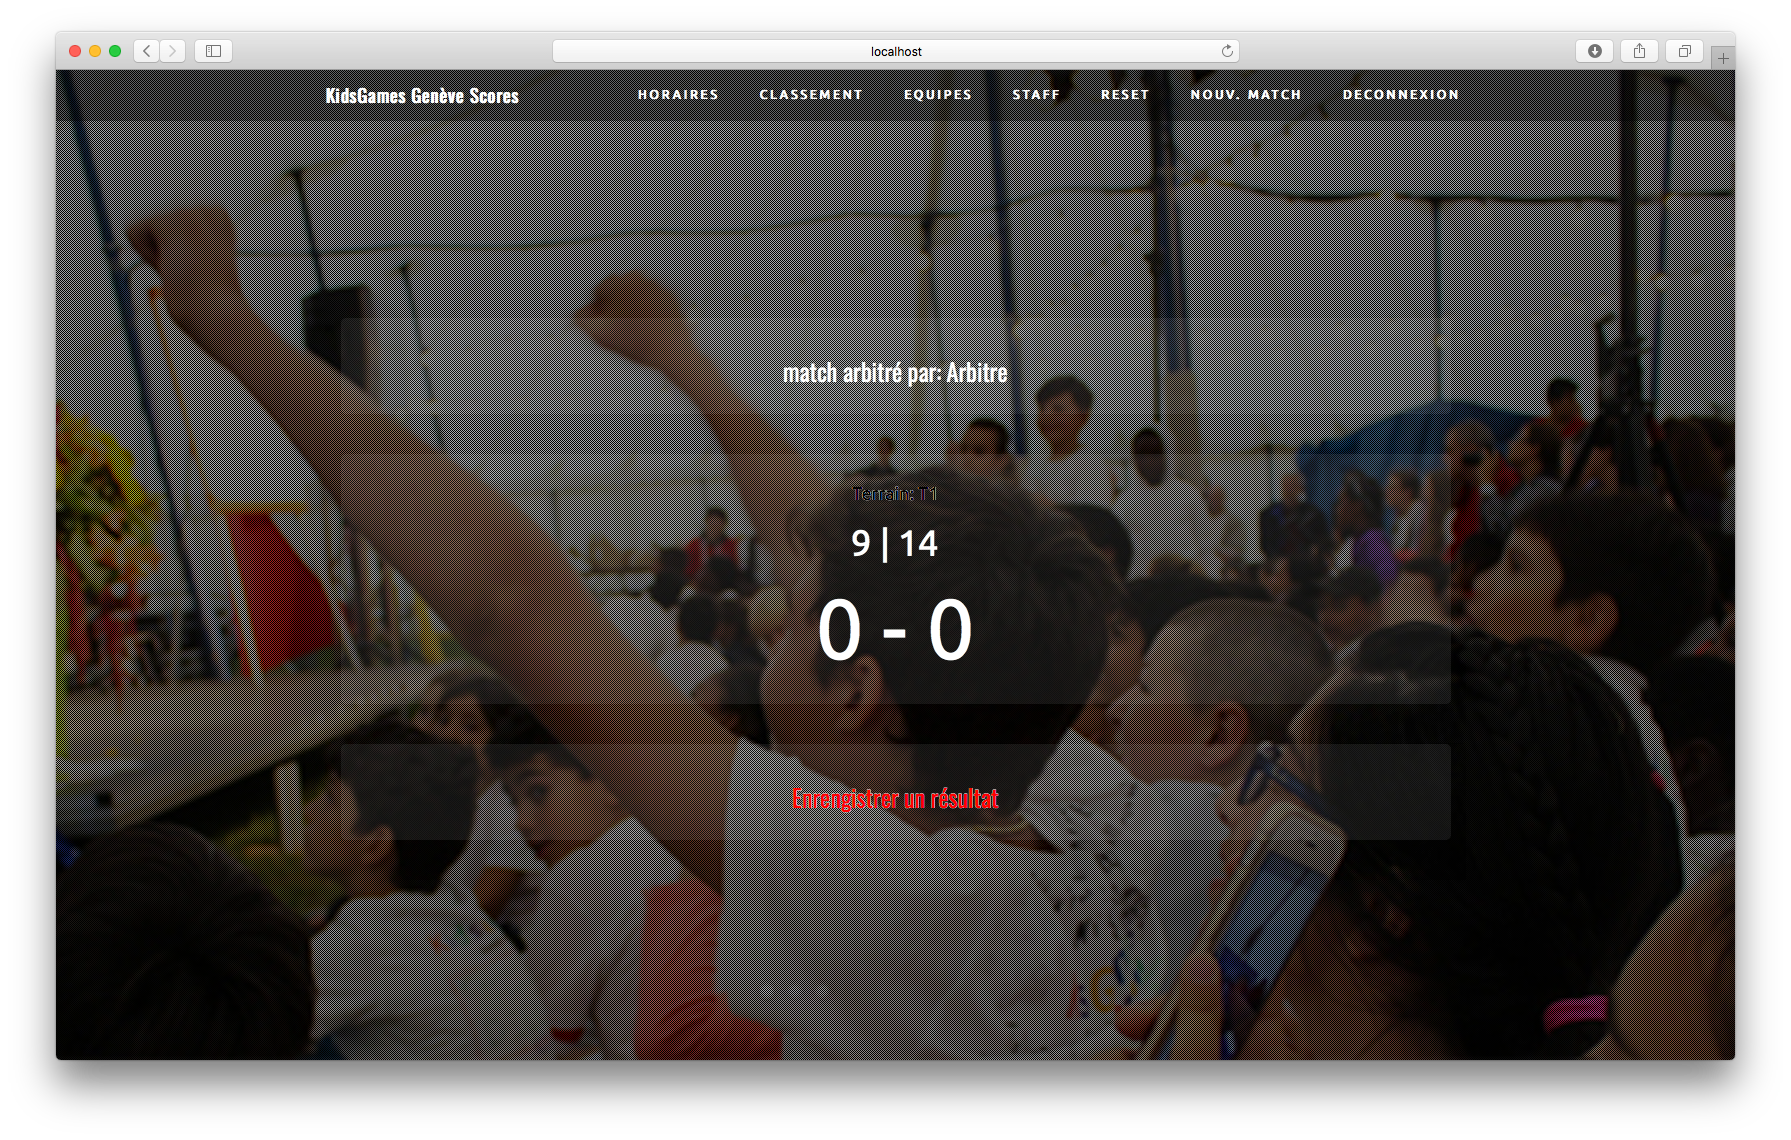 localhost
KidsGames Genève Scores HORAIRES CLASSEMENT EQUIPES STAFF RESET NOUV. MATCH DECONNEXION
match arbitré par: Arbitre
Terrain: T1
9 | 14
0 - 0
Enrengistrer un résultat